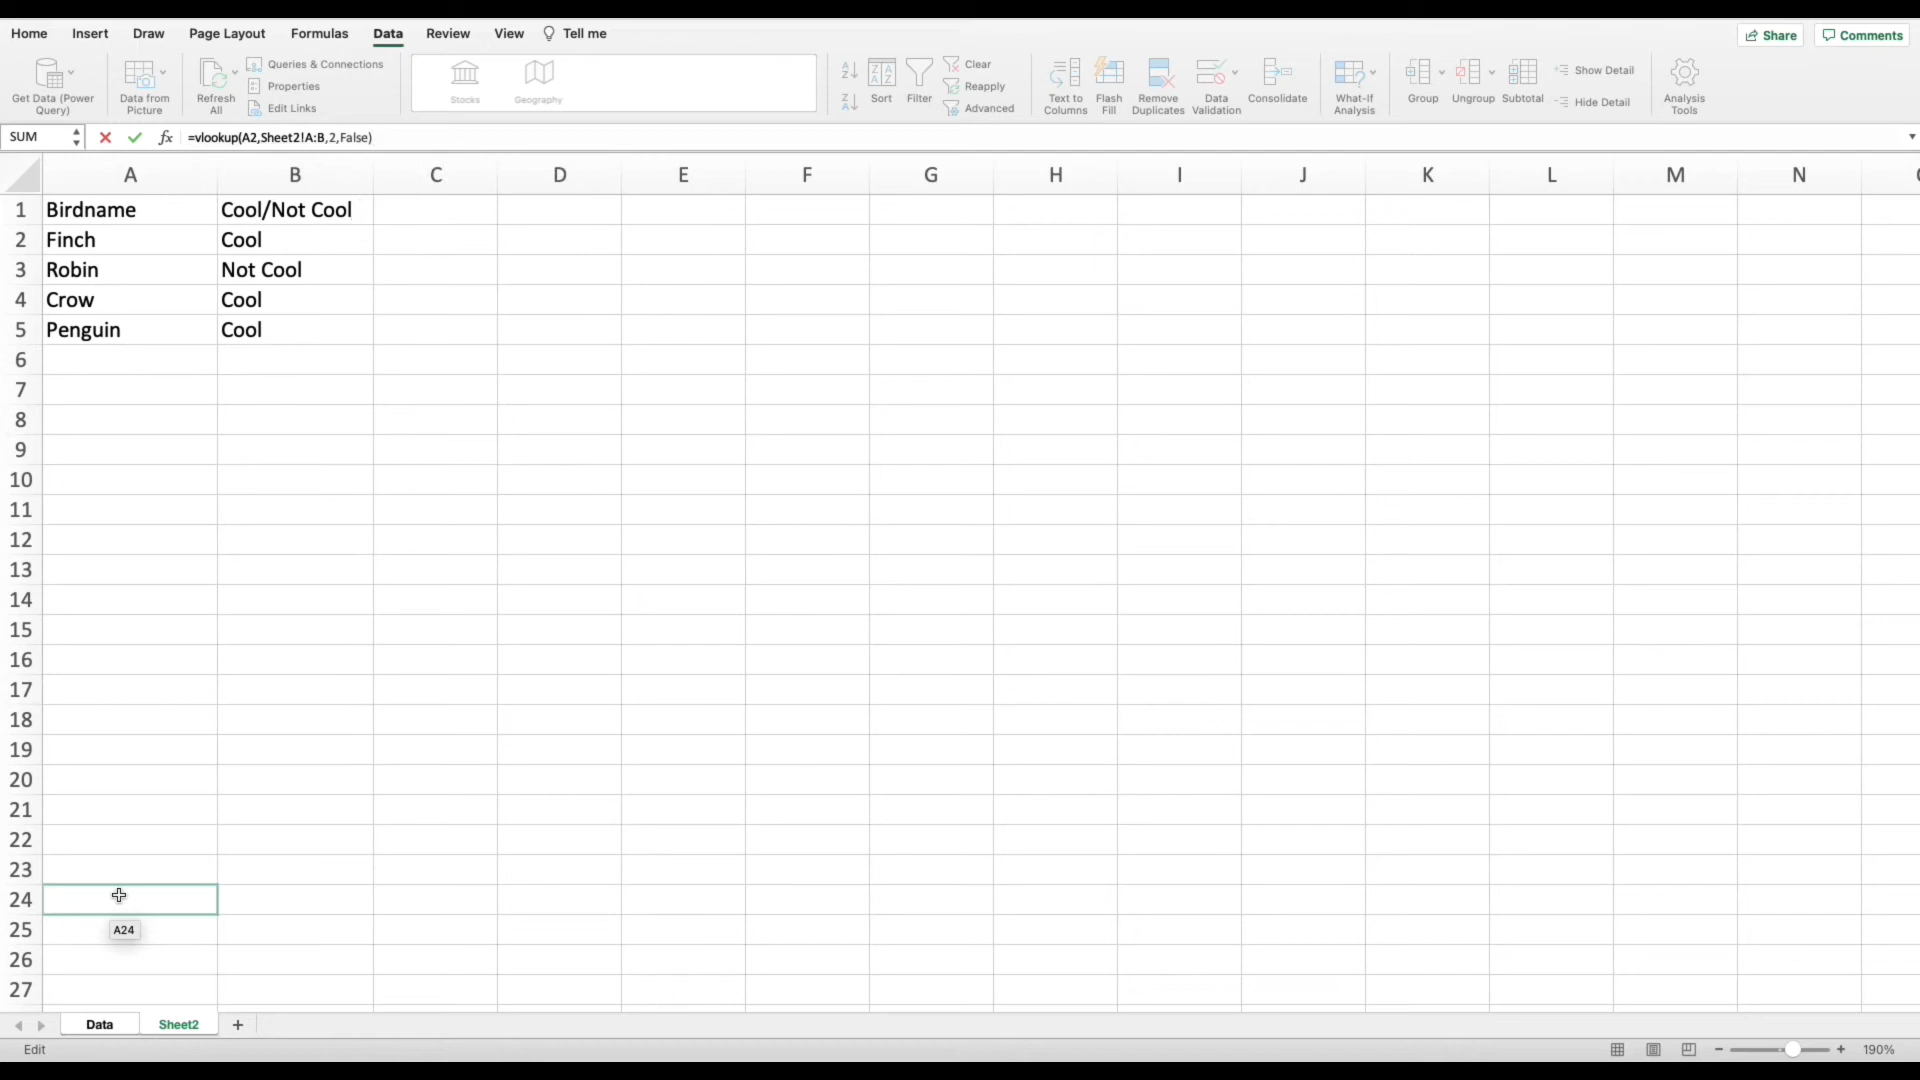 Home Insert Draw Page Layout Formulas Data Review View Tell me Share Comments
Get Data (Power Query) Data from Picture Refresh All Queries & Connections Properties Edit Links Stocks Geography Sort Filter Clear Reapply Advanced Text to Columns Flash Fill Remove Duplicates Data Validation Consolidate What-If Analysis Group Ungroup Subtotal Show Detail Hide Detail Analysis Tools
SUM fx =vlookup(A2,Sheet2!A:B,2,False)
A B C D E F G H I J K L M N
1 Birdname Cool/Not Cool
2 Finch Cool
3 Robin Not Cool
4 Crow Cool
5 Penguin Cool
6
7
8
9
10
11
12
13
14
15
16
17
18
19
20
21
22
23
24
25 A24
26
27
Data Sheet2 +
Edit 190%